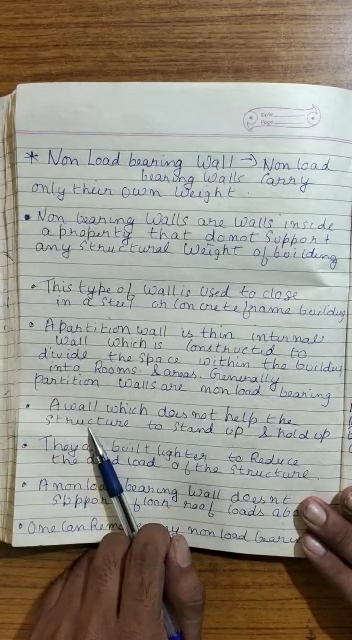 Date
Page
* Non Load bearing Wall → Non load
bearing Walls Carry
only their own weight.
• Non bearing Walls are walls inside
a property that donot Support
any structural Weight of building
• This type of Wall is Used to close
in a Steel or Concrete frame building
• A partition wall is thin internal
wall which is constructed to
divide the space within the building
into Rooms & areas. Generally
partition walls are non load bearing
• A wall which does not help the
structure to stand up & hold up
• They are built lighter to Reduce
the dead load of the structure.
• A non load bearing Wall doesnt
Support floor roof loads
• One Can non load